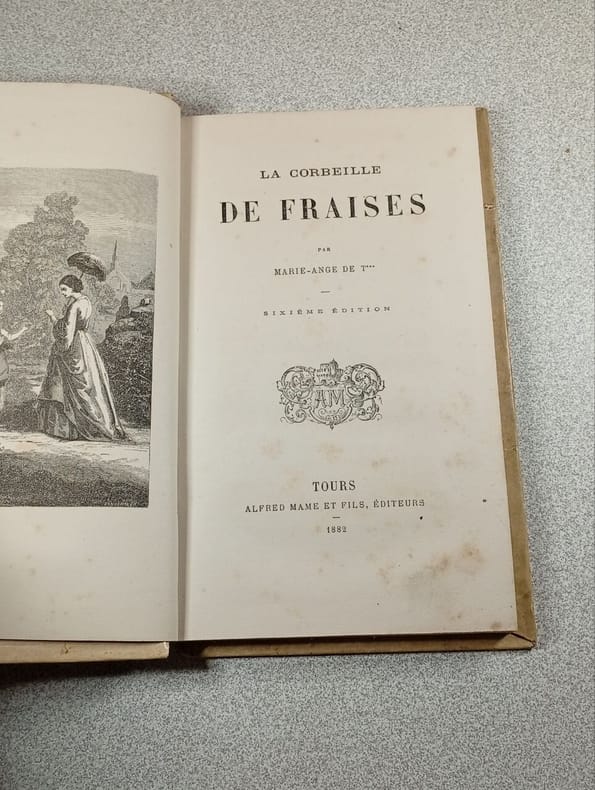 LA CORBEILLE
DE FRAISES
PAR
MARIE-ANGE DE T***
SIXIÈME ÉDITION
AM
TOURS
ALFRED MAME ET FILS, ÉDITEURS
1882